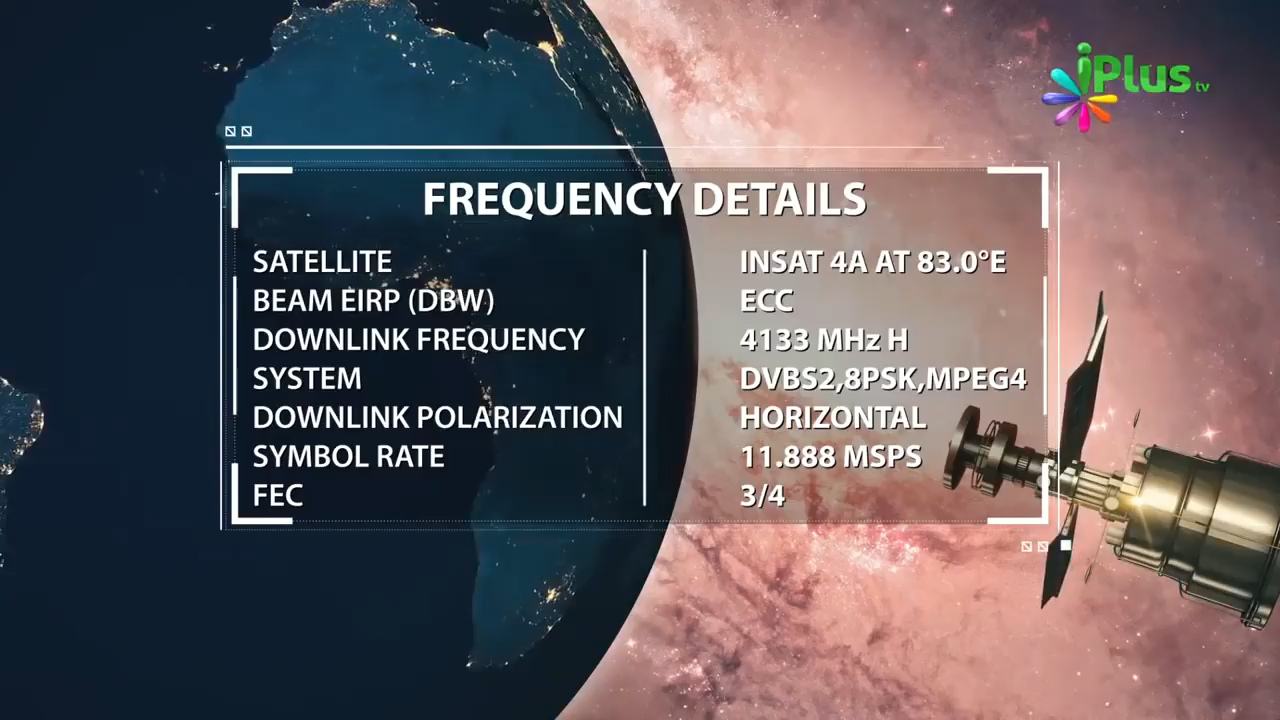 iPlus tv
FREQUENCY DETAILS
SATELLITE INSAT 4A AT 83.0°E
BEAM EIRP (DBW) ECC
DOWNLINK FREQUENCY 4133 MHz H
SYSTEM DVBS2,8PSK,MPEG4
DOWNLINK POLARIZATION HORIZONTAL
SYMBOL RATE 11.888 MSPS
FEC 3/4